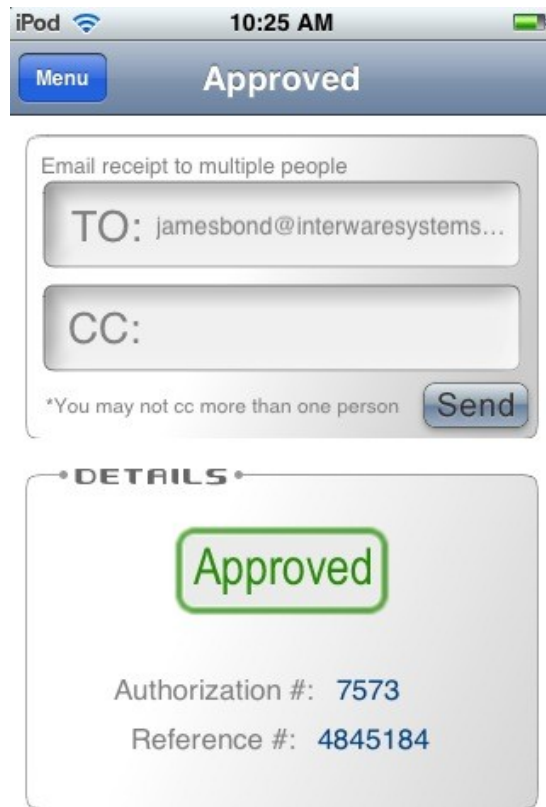 iPod 10:25 AM
Menu Approved
Email receipt to multiple people
TO: jamesbond@interwaresystems...
CC:
*You may not cc more than one person Send
DETAILS
Approved
Authorization #: 7573
Reference #: 4845184